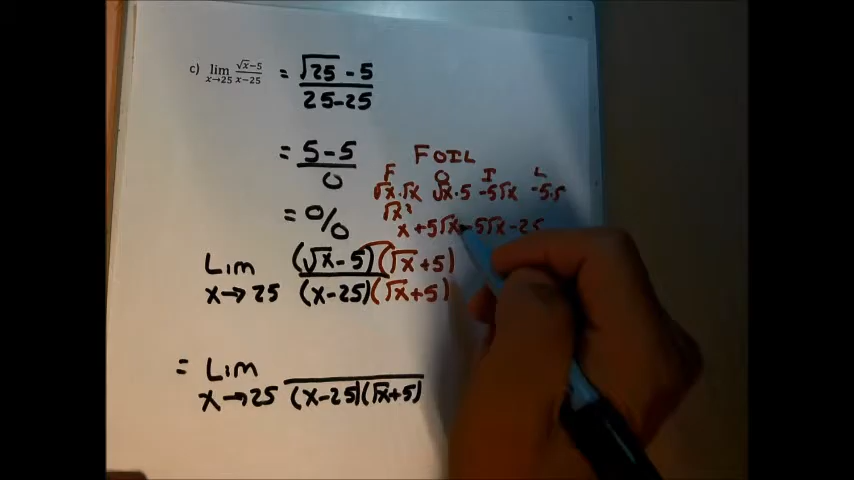 c) lim x→25 √x−5 / x−25 = √25 - 5 / 25-25
= 5-5 / 0
FOIL
F O I L
√x·√x √x·5 -5√x -5·5
= 0/0
√x²
x +5√x -5√x -25
Lim x→25 (√x-5)(√x+5) / (x-25)(√x+5)
= Lim x→25 / (x-25)(√x+5)